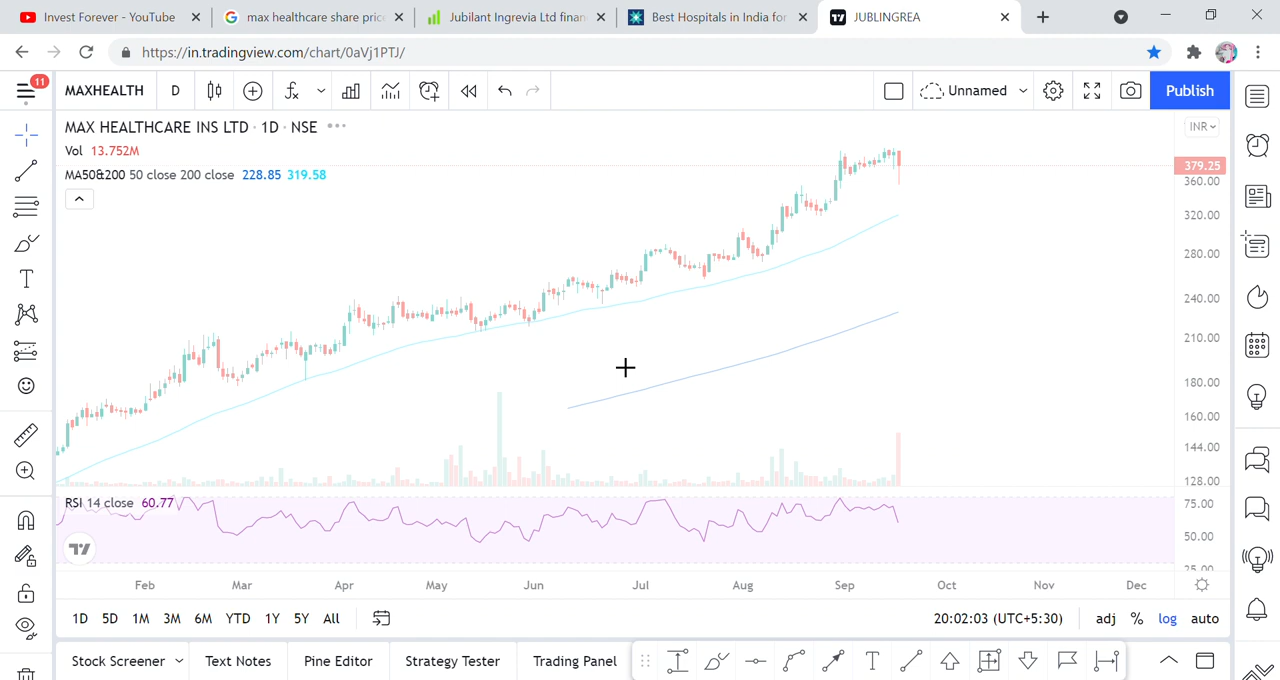 Invest Forever - YouTube
max healthcare share price
Jubilant Ingrevia Ltd finan
Best Hospitals in India for
JUBLINGREA
https://in.tradingview.com/chart/0aVj1PTJ/
11
MAXHEALTH D
Unnamed
Publish
MAX HEALTHCARE INS LTD · 1D · NSE
INR
Vol 13.752M
MA50&200 50 close 200 close 228.85 319.58
379.25
360.00
320.00
280.00
240.00
210.00
180.00
160.00
144.00
128.00
RSI 14 close 60.77
75.00
50.00
25.00
Feb Mar Apr May Jun Jul Aug Sep Oct Nov Dec
1D 5D 1M 3M 6M YTD 1Y 5Y All
20:02:03 (UTC+5:30) adj % log auto
Stock Screener Text Notes Pine Editor Strategy Tester Trading Panel